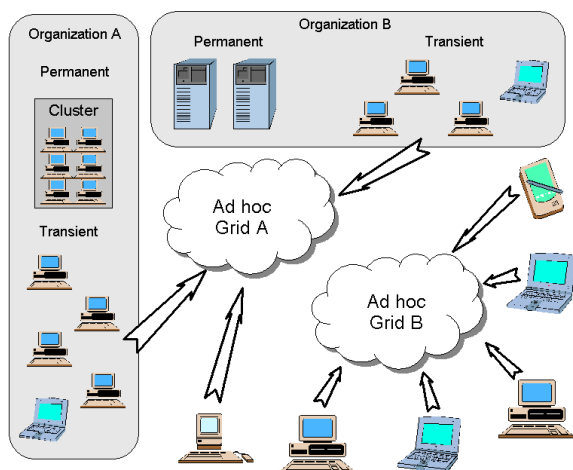 Organization A
Permanent
Cluster
Transient
Organization B
Permanent
Transient
Ad hoc
Grid A
Ad hoc
Grid B